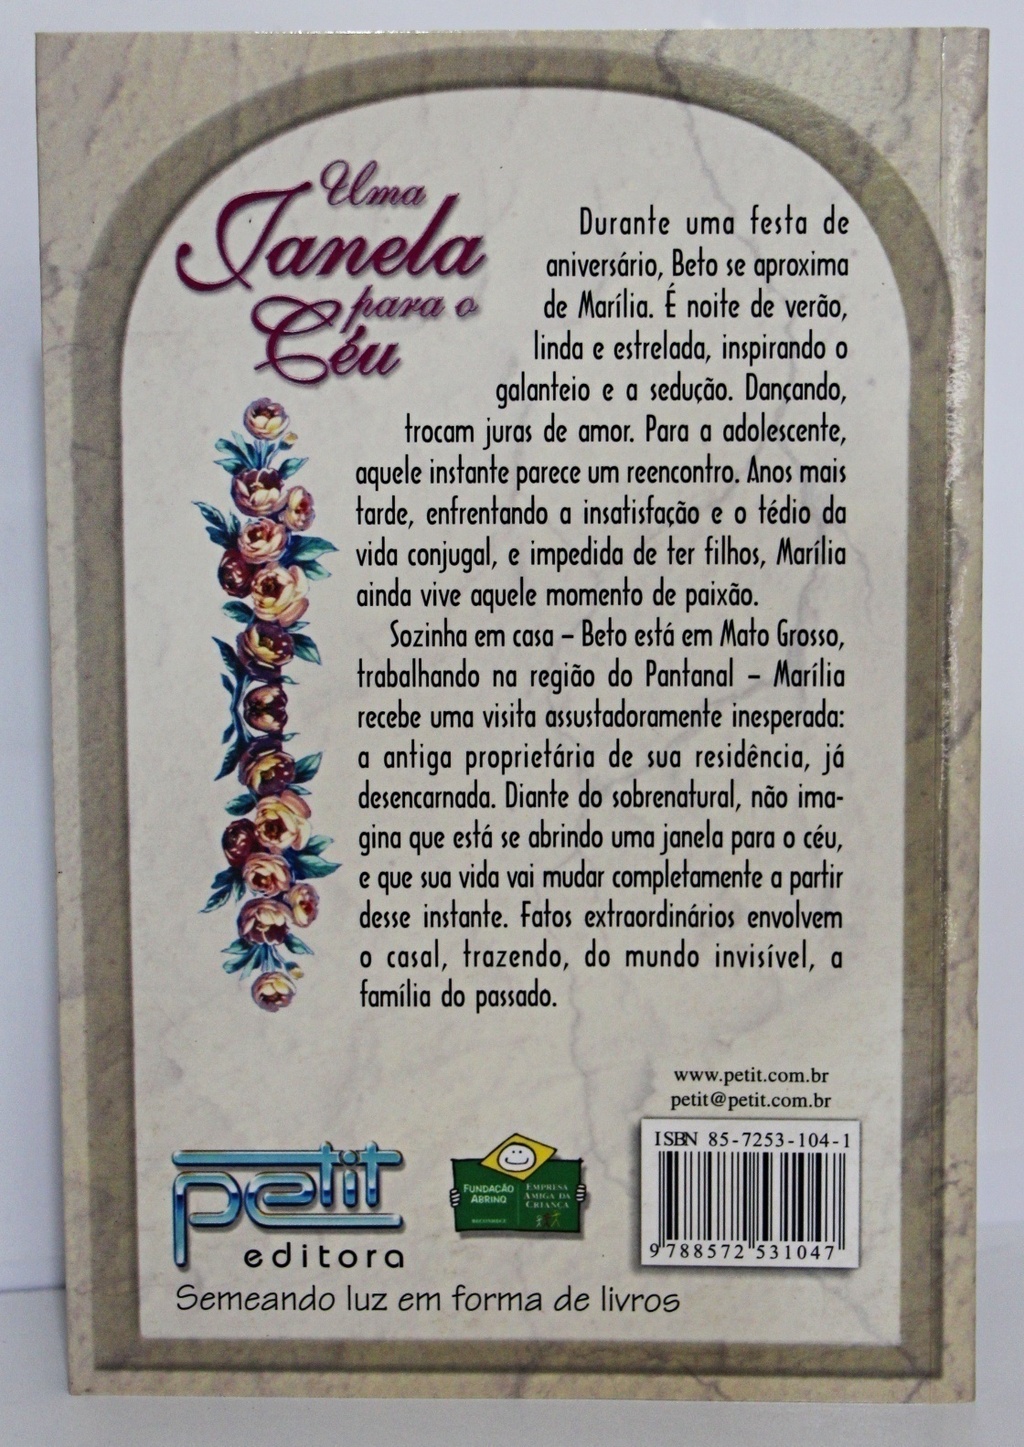 Uma
Janela
para o
Céu
Durante uma festa de
aniversário, Beto se aproxima
de Marília. É noite de verão,
linda e estrelada, inspirando o
galanteio e a sedução. Dançando,
trocam juras de amor. Para a adolescente,
aquele instante parece um reencontro. Anos mais
tarde, enfrentando a insatisfação e o tédio da
vida conjugal, e impedida de ter filhos, Marília
ainda vive aquele momento de paixão.
Sozinha em casa – Beto está em Mato Grosso,
trabalhando na região do Pantanal – Marília
recebe uma visita assustadoramente inesperada:
a antiga proprietária de sua residência, já
desencarnada. Diante do sobrenatural, não ima-
gina que está se abrindo uma janela para o céu,
e que sua vida vai mudar completamente a partir
desse instante. Fatos extraordinários envolvem
o casal, trazendo, do mundo invisível, a
família do passado.
www.petit.com.br
petit@petit.com.br
ISBN 85-7253-104-1
9 788572 531047
petit
editora
Semeando luz em forma de livros
FUNDAÇÃO
ABRINQ
RECONHECE
EMPRESA
AMIGA DA
CRIANÇA